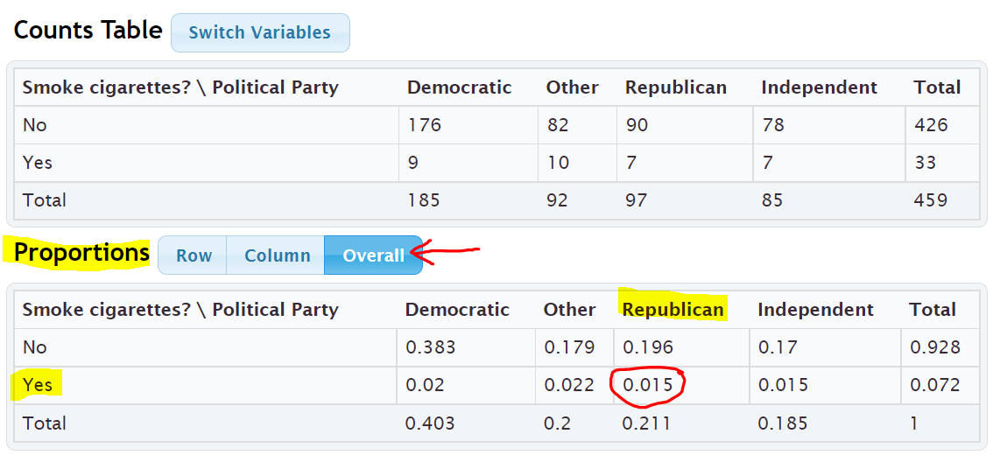 Counts Table Switch Variables
Smoke cigarettes? \ Political Party Democratic Other Republican Independent Total
No 176 82 90 78 426
Yes 9 10 7 7 33
Total 185 92 97 85 459
Proportions Row Column Overall
Smoke cigarettes? \ Political Party Democratic Other Republican Independent Total
No 0.383 0.179 0.196 0.17 0.928
Yes 0.02 0.022 0.015 0.015 0.072
Total 0.403 0.2 0.211 0.185 1